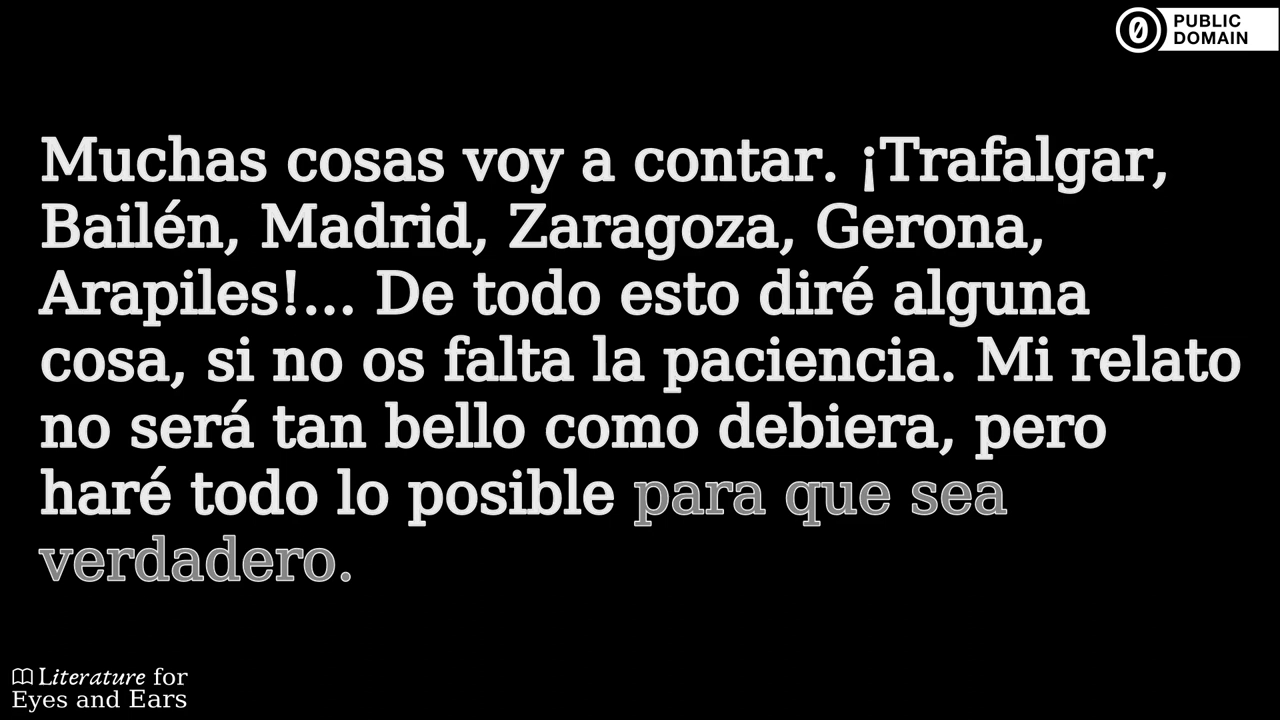 PUBLIC
DOMAIN
Muchas cosas voy a contar. ¡Trafalgar,
Bailén, Madrid, Zaragoza, Gerona,
Arapiles!... De todo esto diré alguna
cosa, si no os falta la paciencia. Mi relato
no será tan bello como debiera, pero
haré todo lo posible para que sea
verdadero.
Literature for
Eyes and Ears